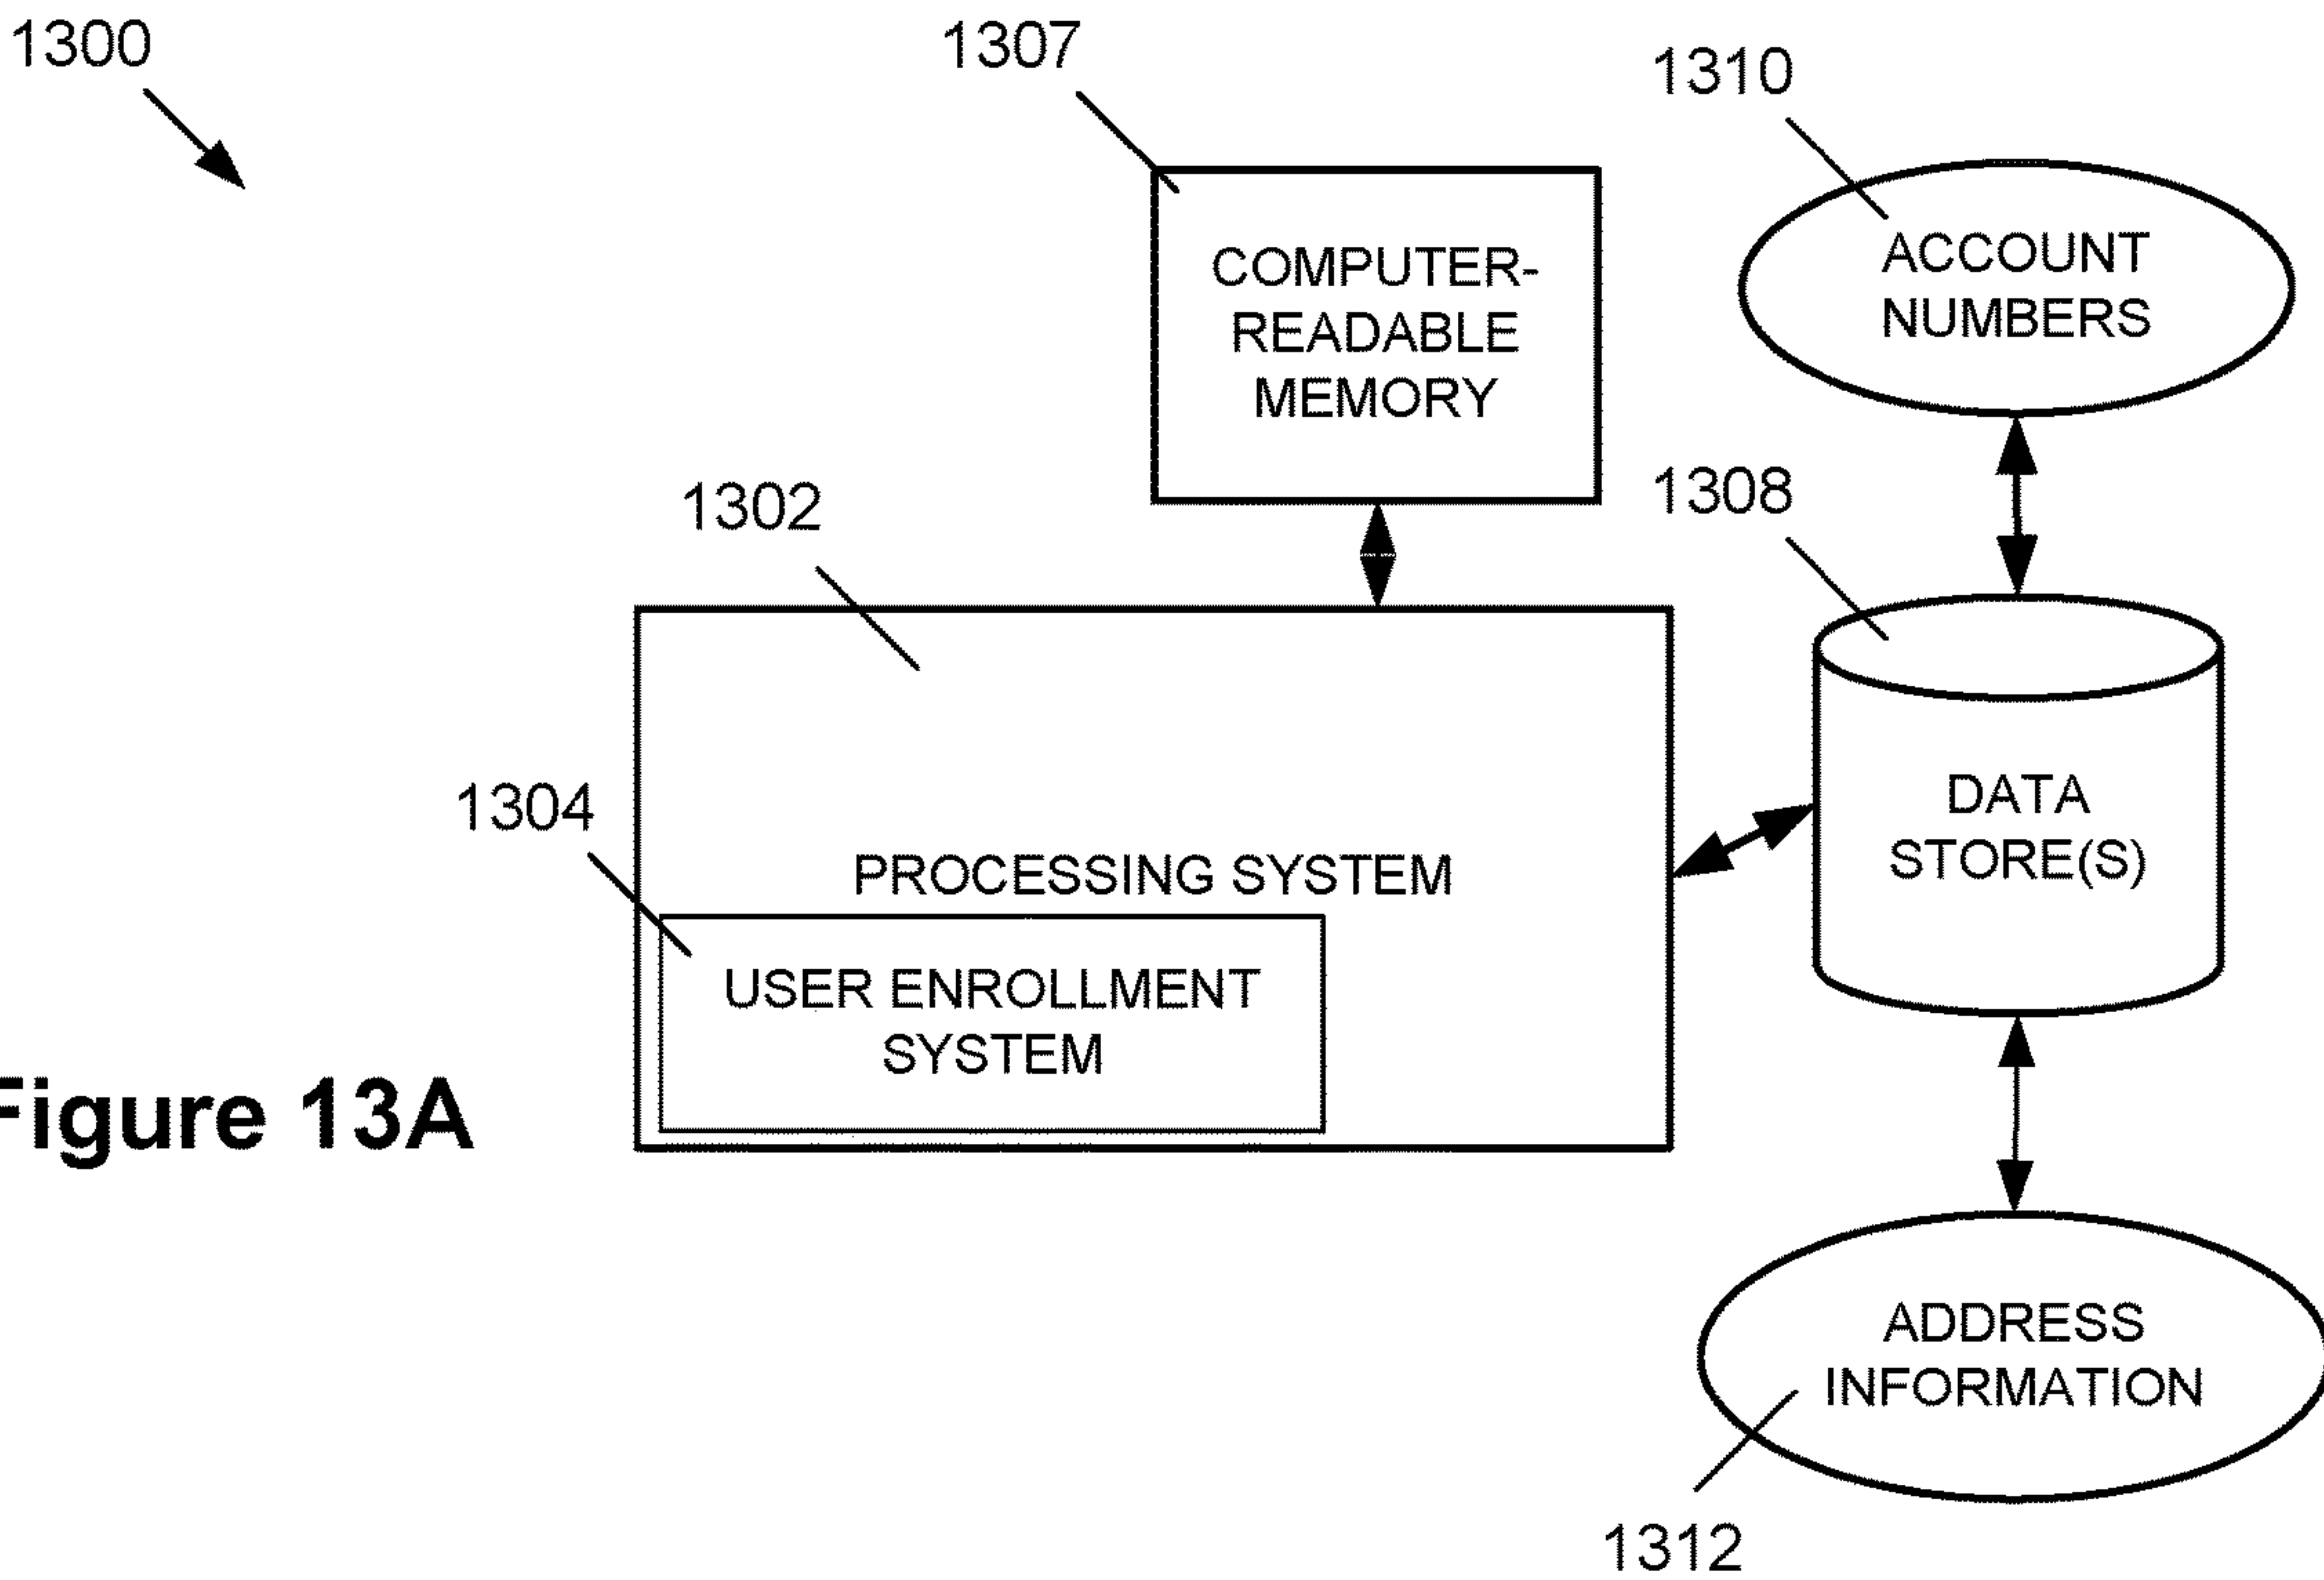 1300
1307
1310
COMPUTER-
READABLE
MEMORY
ACCOUNT
NUMBERS
1302
1308
1304
PROCESSING SYSTEM
DATA
STORE(S)
USER ENROLLMENT
SYSTEM
Figure 13A
ADDRESS
INFORMATION
1312